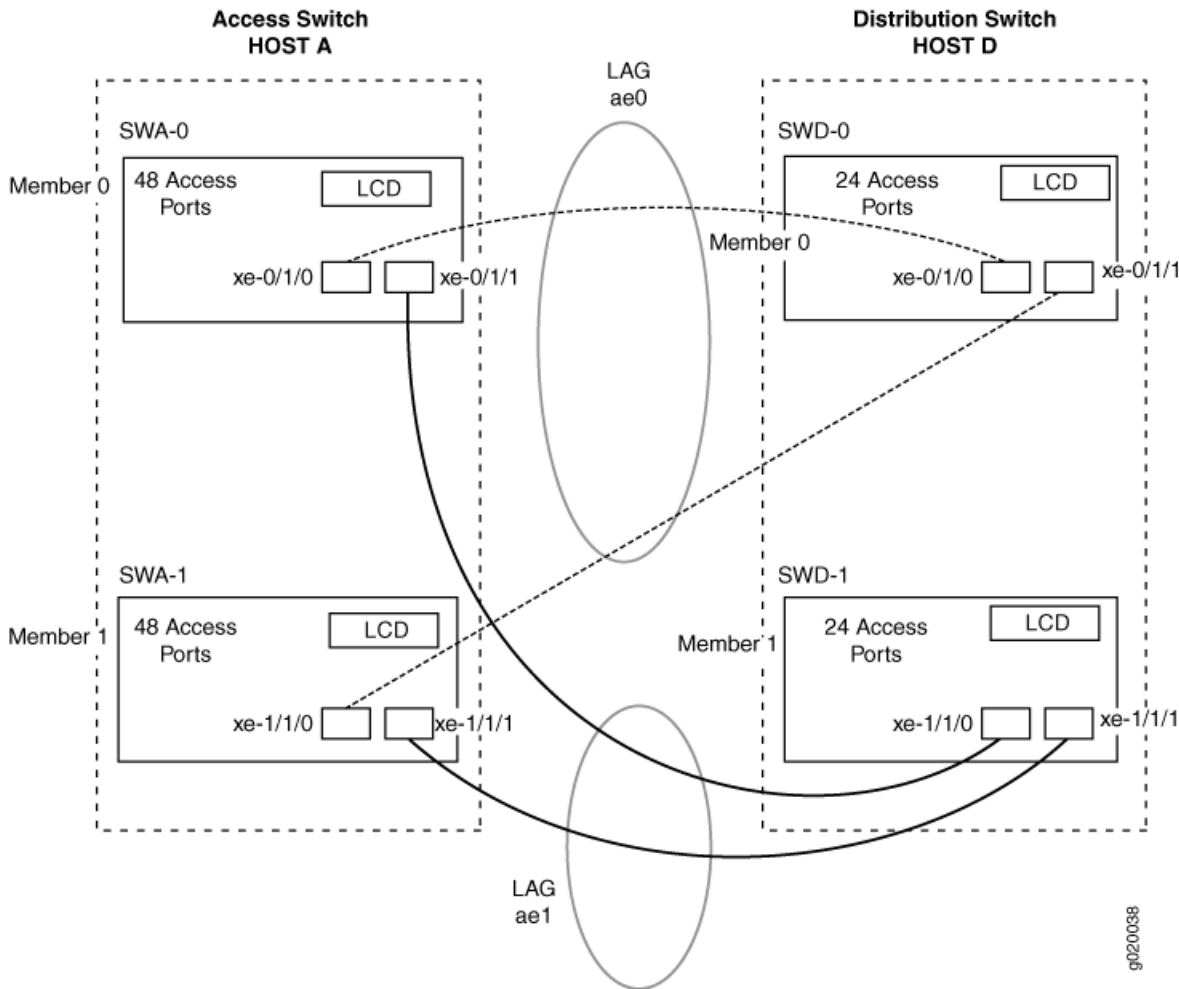 Access Switch
HOST A
Distribution Switch
HOST D
LAG
ae0
SWA-0
SWD-0
Member 0
48 Access
Ports
LCD
24 Access
Ports
LCD
Member 0
xe-0/1/0
xe-0/1/1
xe-0/1/0
xe-0/1/1
SWA-1
SWD-1
Member 1
48 Access
Ports
LCD
Member 1
24 Access
Ports
LCD
xe-1/1/0
xe-1/1/1
xe-1/1/0
xe-1/1/1
LAG
ae1
g020038